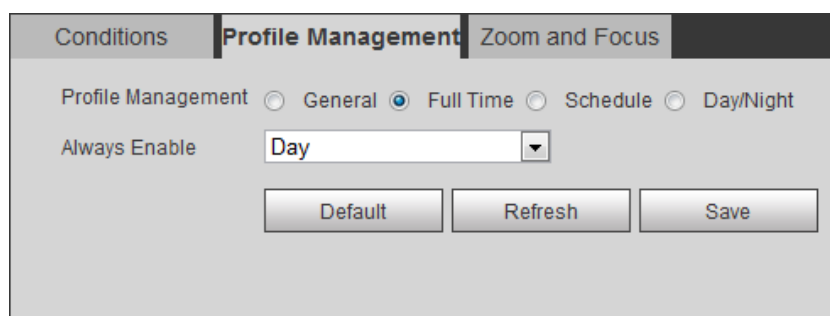 Conditions Profile Management Zoom and Focus
Profile Management General Full Time Schedule Day/Night
Always Enable Day
Default Refresh Save